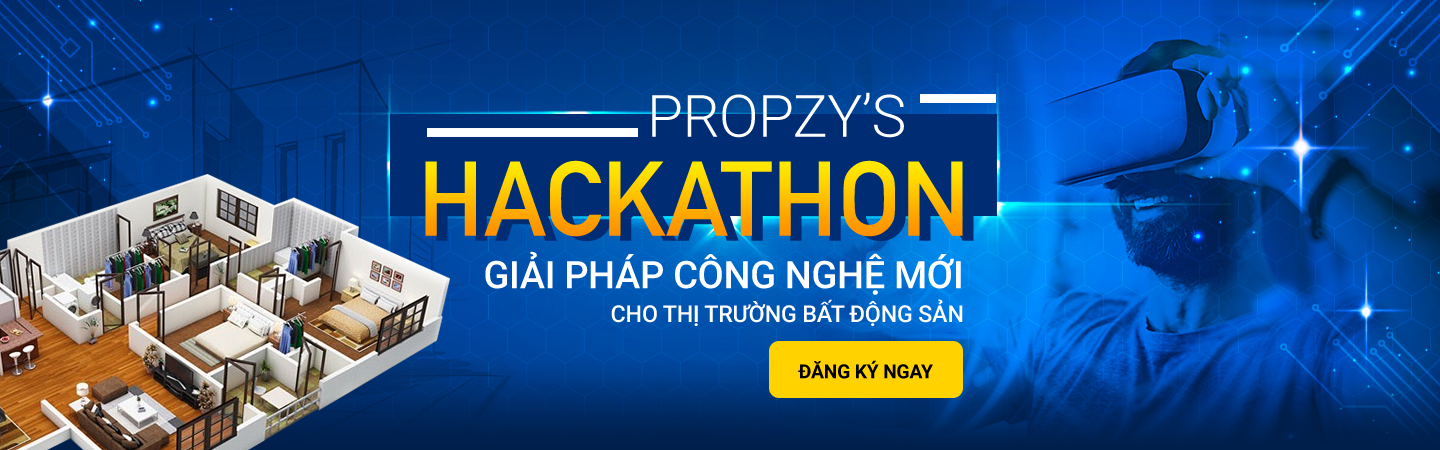 PROPZY'S
HACKATHON
GIẢI PHÁP CÔNG NGHỆ MỚI
CHO THỊ TRƯỜNG BẤT ĐỘNG SẢN
ĐĂNG KÝ NGAY